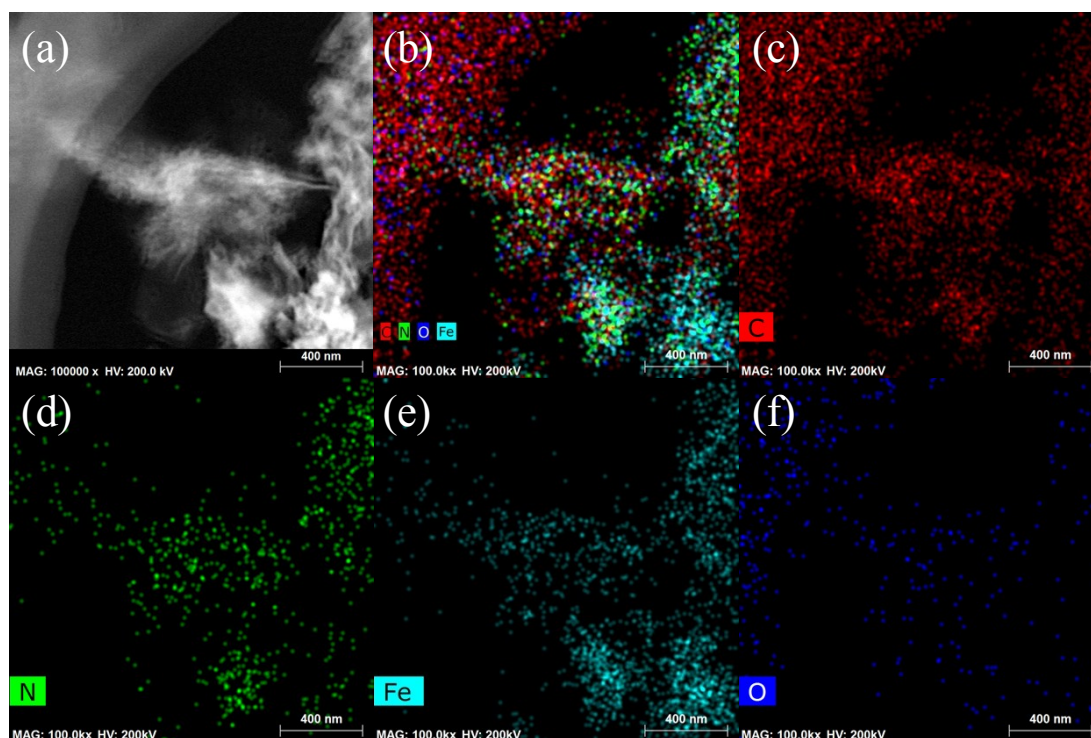 (a)
400 nm
MAG: 100000 x HV: 200.0 kV
(b)
C N O Fe
400 nm
MAG: 100.0kx HV: 200kV
(c)
C
400 nm
MAG: 100.0kx HV: 200kV
(d)
N
400 nm
MAG: 100.0kx HV: 200kV
(e)
Fe
400 nm
MAG: 100.0kx HV: 200kV
(f)
O
400 nm
MAG: 100.0kx HV: 200kV